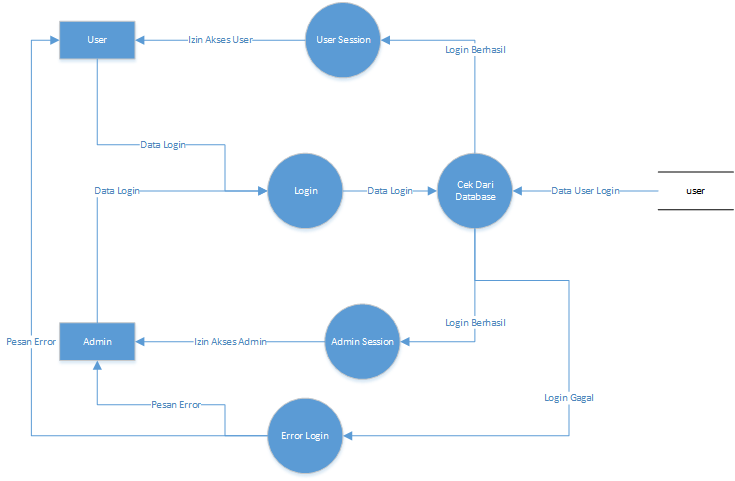 User
Izin Akses User
User Session
Login Berhasil
Data Login
Data Login
Login
Data Login
Cek Dari
Database
Data User Login
user
Pesan Error
Admin
Izin Akses Admin
Admin Session
Login Berhasil
Login Gagal
Pesan Error
Error Login